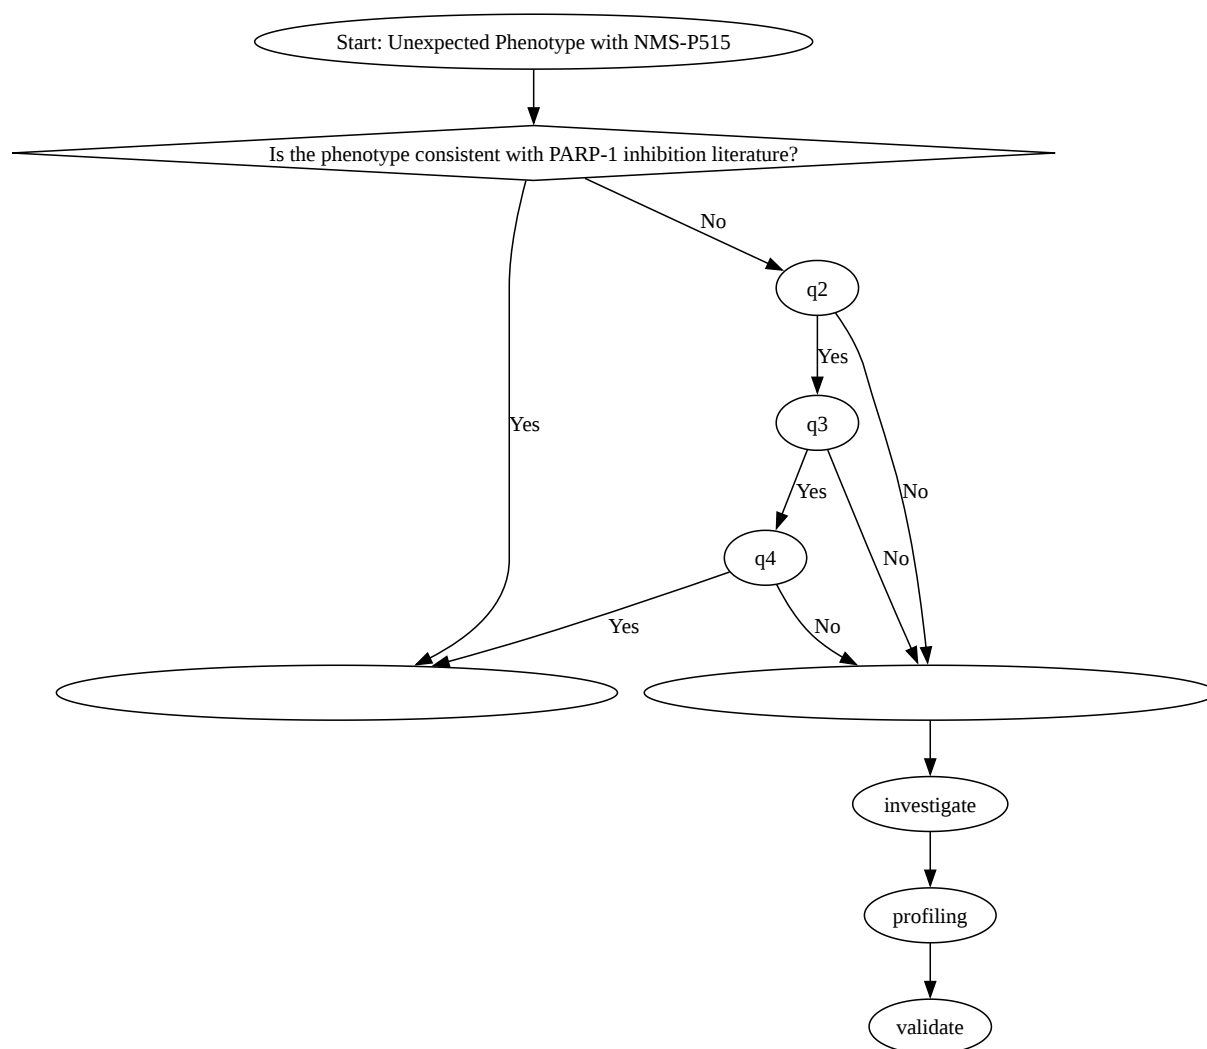 Start: Unexpected Phenotype with NMS-P515
Is the phenotype consistent with PARP-1 inhibition literature?
No
q2
Yes
q3
Yes
Yes
No
q4
No
Yes
No
investigate
profiling
validate